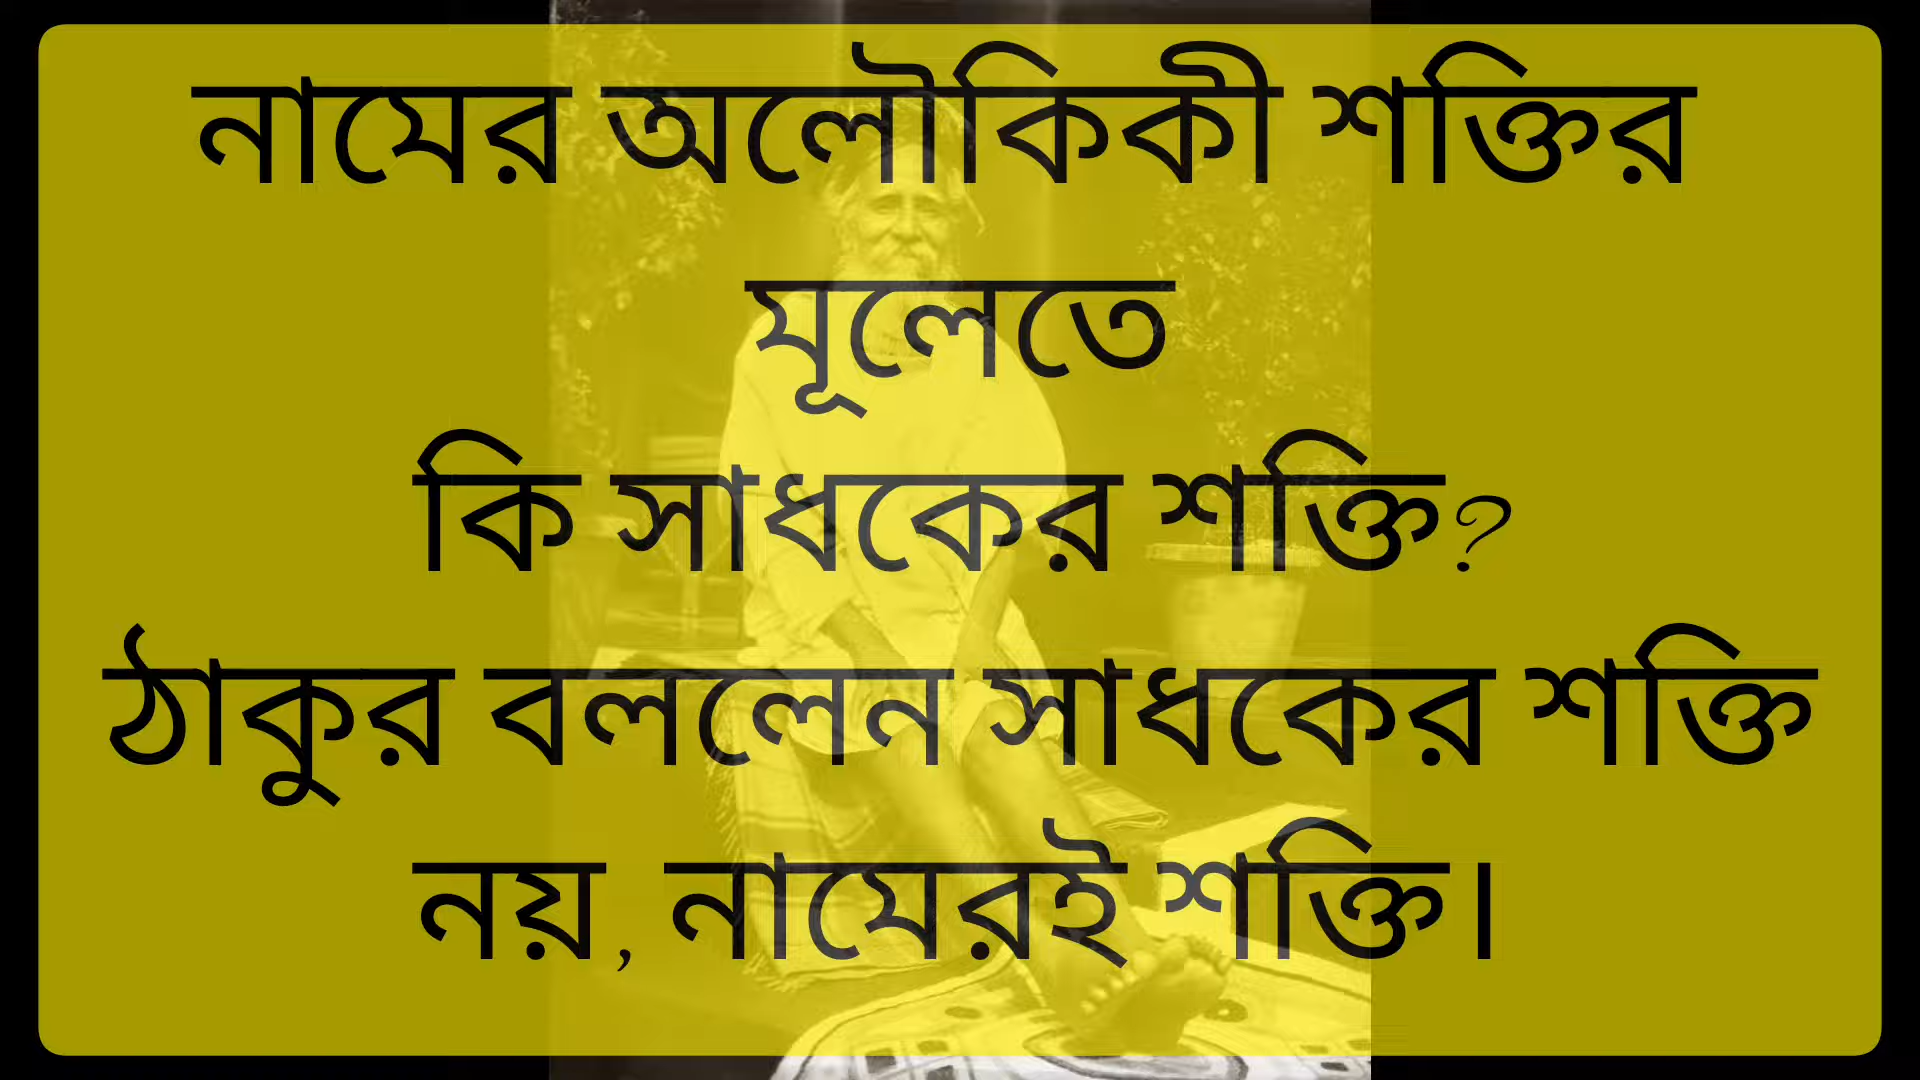 নামের অলৌকিকী শক্তির
মূলেতে
কি সাধকের শক্তি?
ঠাকুর বললেন সাধকের শক্তি
নয়, নামেরই শক্তি।